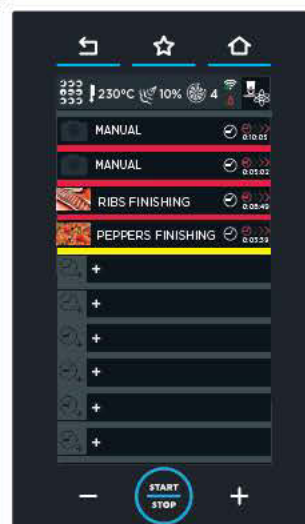 230°C 10% 4
MANUAL 0:10:05
MANUAL 0:05:02
RIBS FINISHING 0:08:49
PEPPERS FINISHING 0:03:59
+
+
+
+
+
+
− START +
STOP